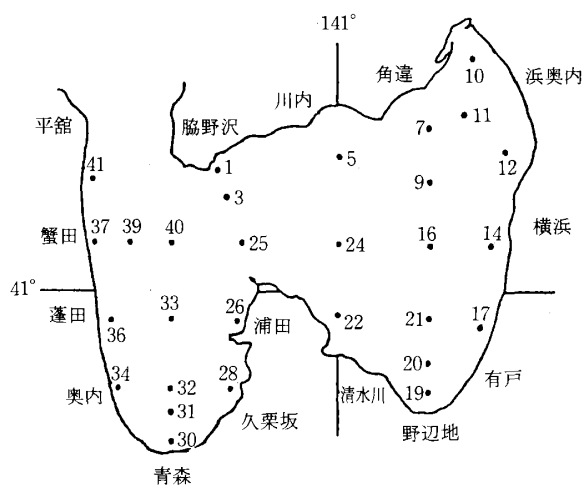 141°
角違
浜奥内
10
川内
平舘
脇野沢
7
11
12
41
1
5
3
9
蟹田
37
39
40
25
24
16
14
横浜
41°
蓬田
36
33
26
浦田
22
21
17
奥内
34
32
28
20
有戸
31
久栗坂
清水川
19
30
野辺地
青森